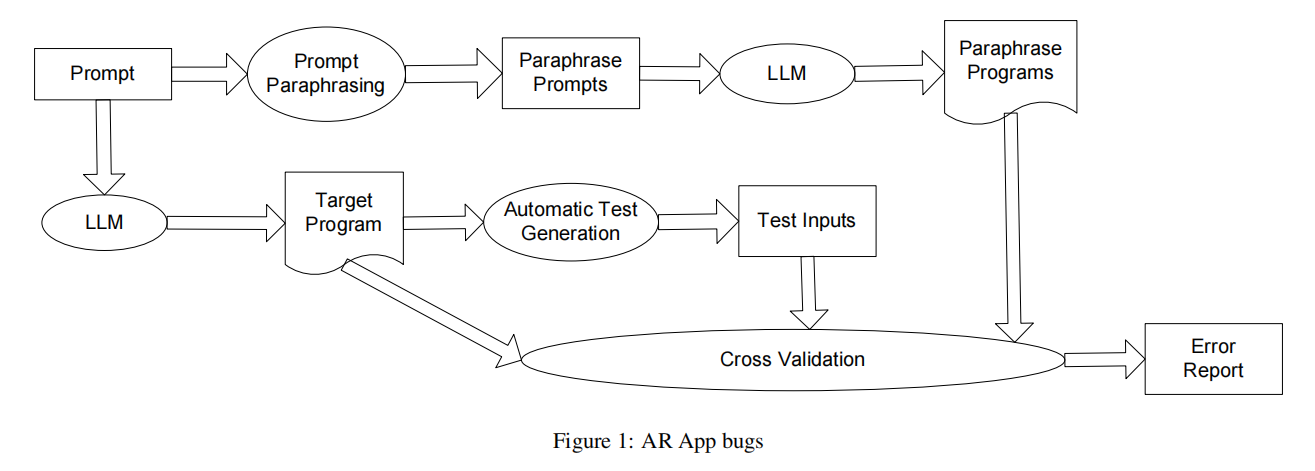 Prompt
Prompt
Paraphrasing
Paraphrase
Prompts
LLM
Paraphrase
Programs
LLM
Target
Program
Automatic Test
Generation
Test Inputs
Cross Validation
Error
Report
Figure 1: AR App bugs